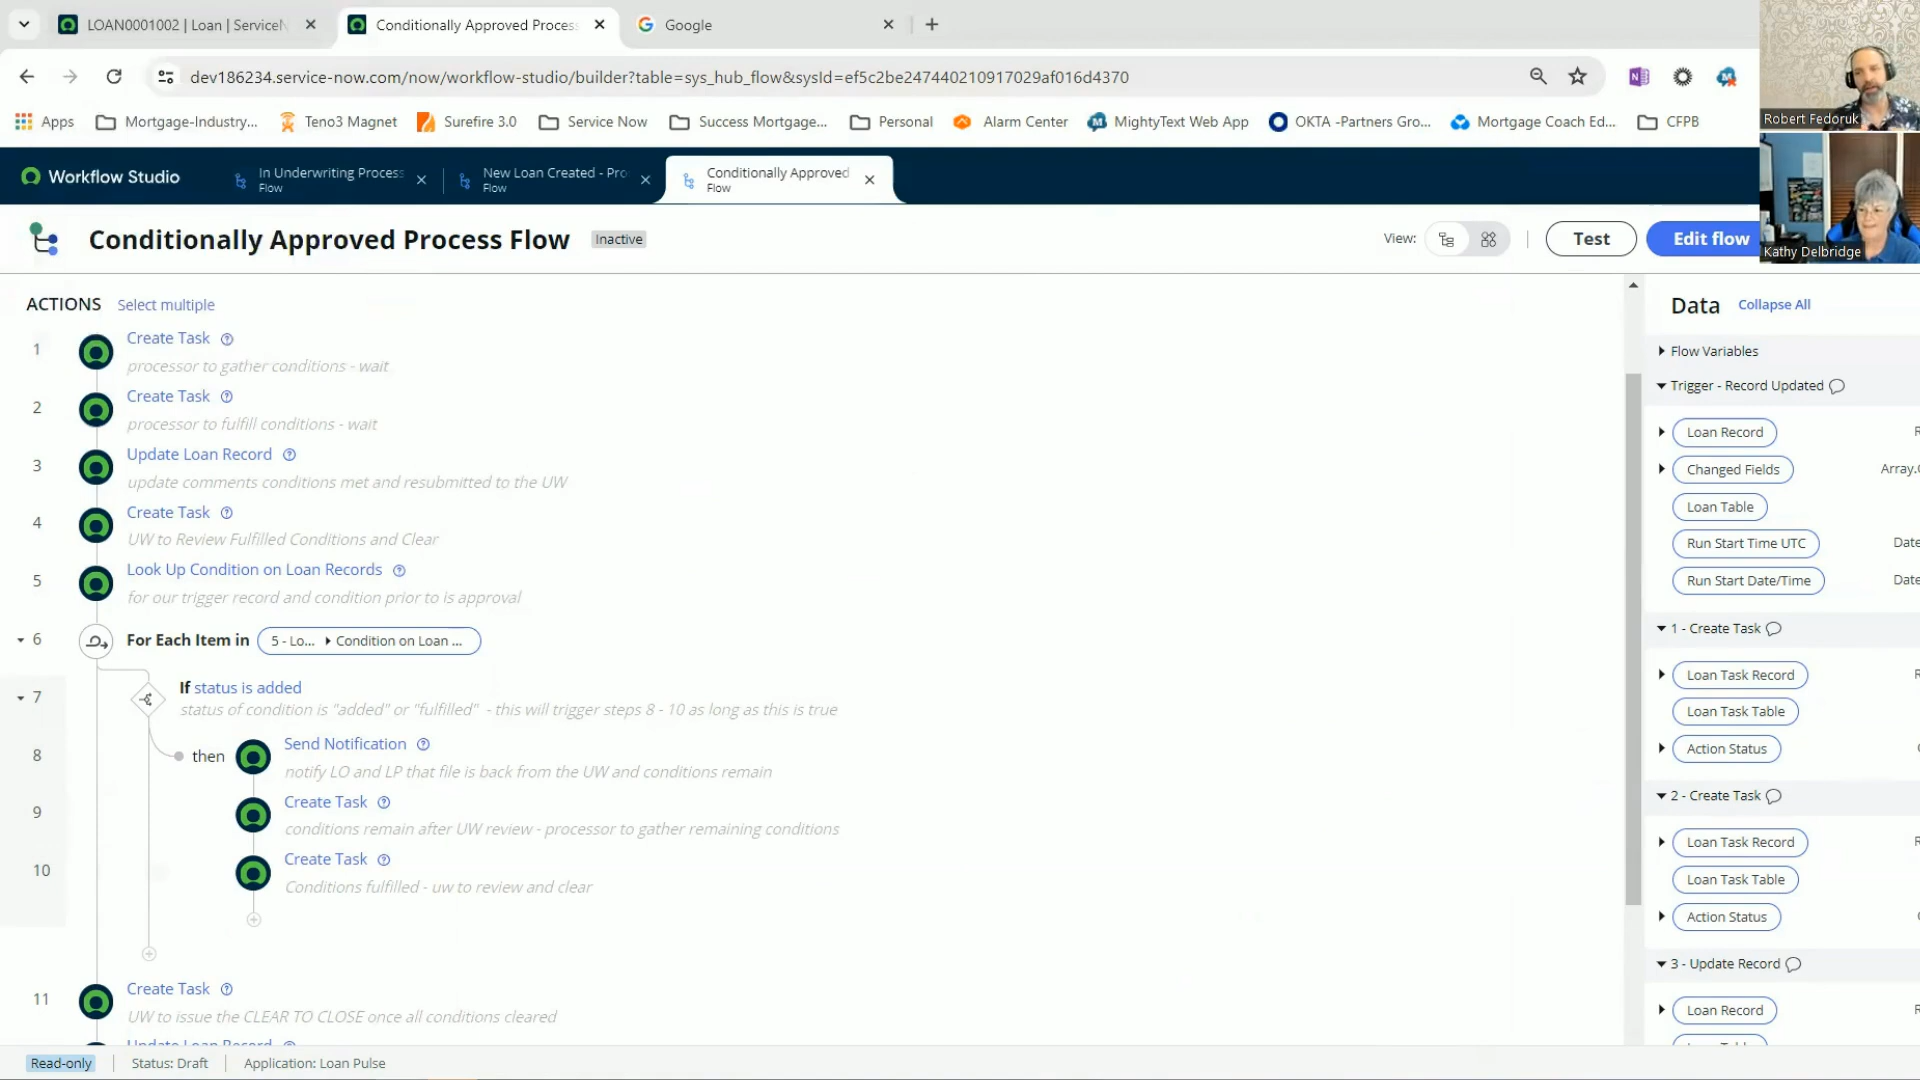 LOAN0001002 | Loan | Service
Conditionally Approved Process
Google
dev186234.service-now.com/now/workflow-studio/builder?table=sys_hub_flow&sysId=ef5c2be247440210917029af016d4370
Apps
Mortgage-Industry,...
Teno3 Magnet
Surefire 3.0
Service Now
Success Mortgage...
Personal
Alarm Center
MightyText Web App
OKTA -Partners Gro...
Mortgage Coach Ed...
CFPB
Robert Fedoruk
Kathy Delbridge
Workflow Studio
In Underwriting Process
Flow
New Loan Created - Pro
Flow
Conditionally Approved
Flow
Conditionally Approved Process Flow
Inactive
View:
Test
Edit flow
ACTIONS
Select multiple
1
Create Task
processor to gather conditions - wait
2
Create Task
processor to fulfill conditions - wait
3
Update Loan Record
update comments conditions met and resubmitted to the UW
4
Create Task
UW to Review Fulfilled Conditions and Clear
5
Look Up Condition on Loan Records
for our trigger record and condition prior to is approval
6
For Each Item in
5 - Lo...
Condition on Loan ...
7
If status is added
status of condition is "added" or "fulfilled" - this will trigger steps 8 - 10 as long as this is true
8
then
Send Notification
notify LO and LP that file is back from the UW and conditions remain
9
Create Task
conditions remain after UW review - processor to gather remaining conditions
10
Create Task
Conditions fulfilled - uw to review and clear
11
Create Task
UW to issue the CLEAR TO CLOSE once all conditions cleared
Update Loan Record
Data
Collapse All
Flow Variables
Trigger - Record Updated
Loan Record
R
Changed Fields
Array.
Loan Table
Run Start Time UTC
Date
Run Start Date/Time
Date
1 - Create Task
Loan Task Record
R
Loan Task Table
Action Status
2 - Create Task
Loan Task Record
R
Loan Task Table
Action Status
3 - Update Record
Loan Record
R
Read-only
Status: Draft
Application: Loan Pulse